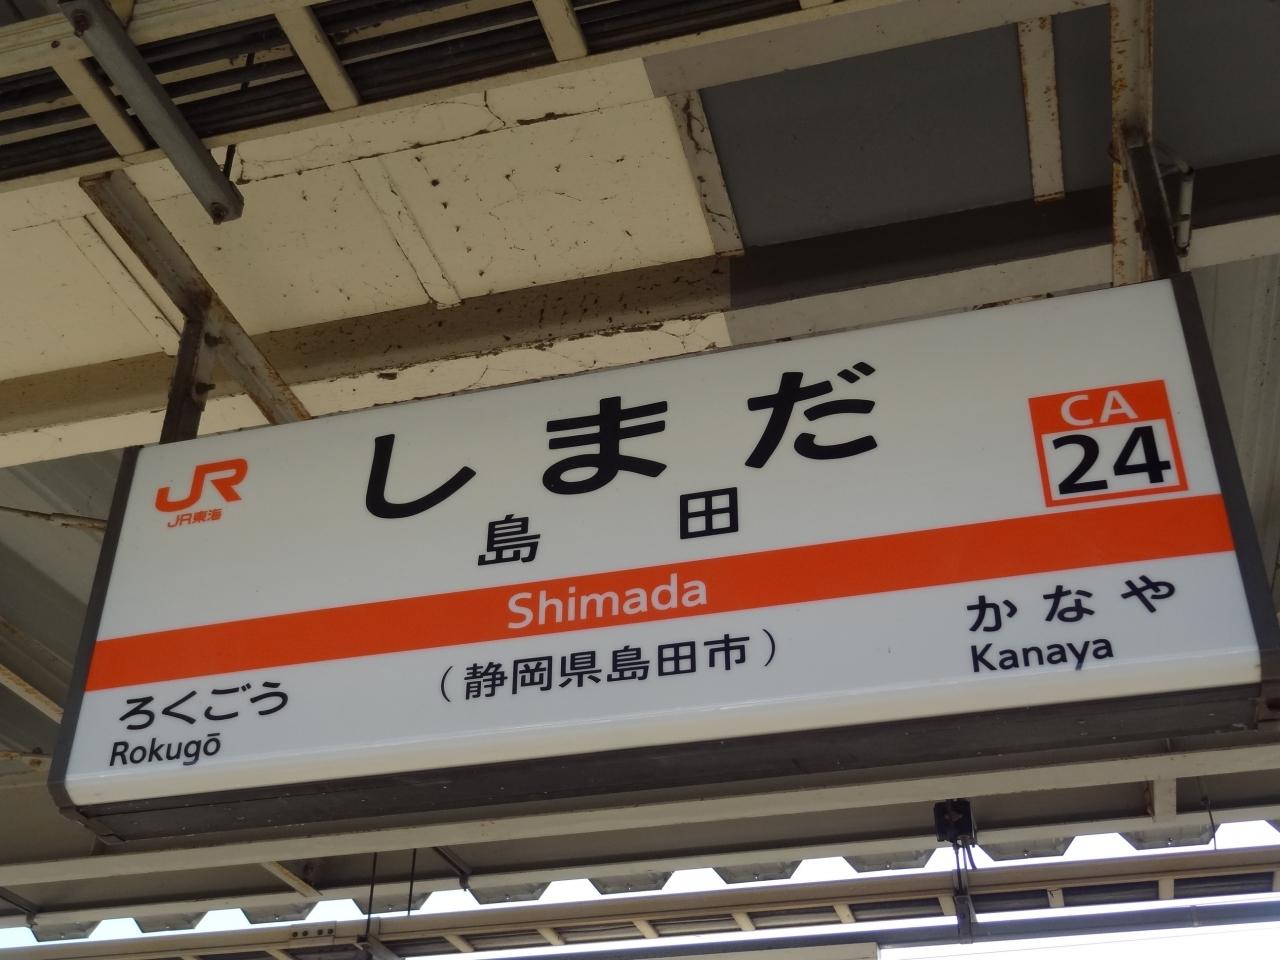 JR
JR東海
しまだ
島田
CA
24
Shimada
(静岡県島田市)
ろくごう
Rokugō
かなや
Kanaya